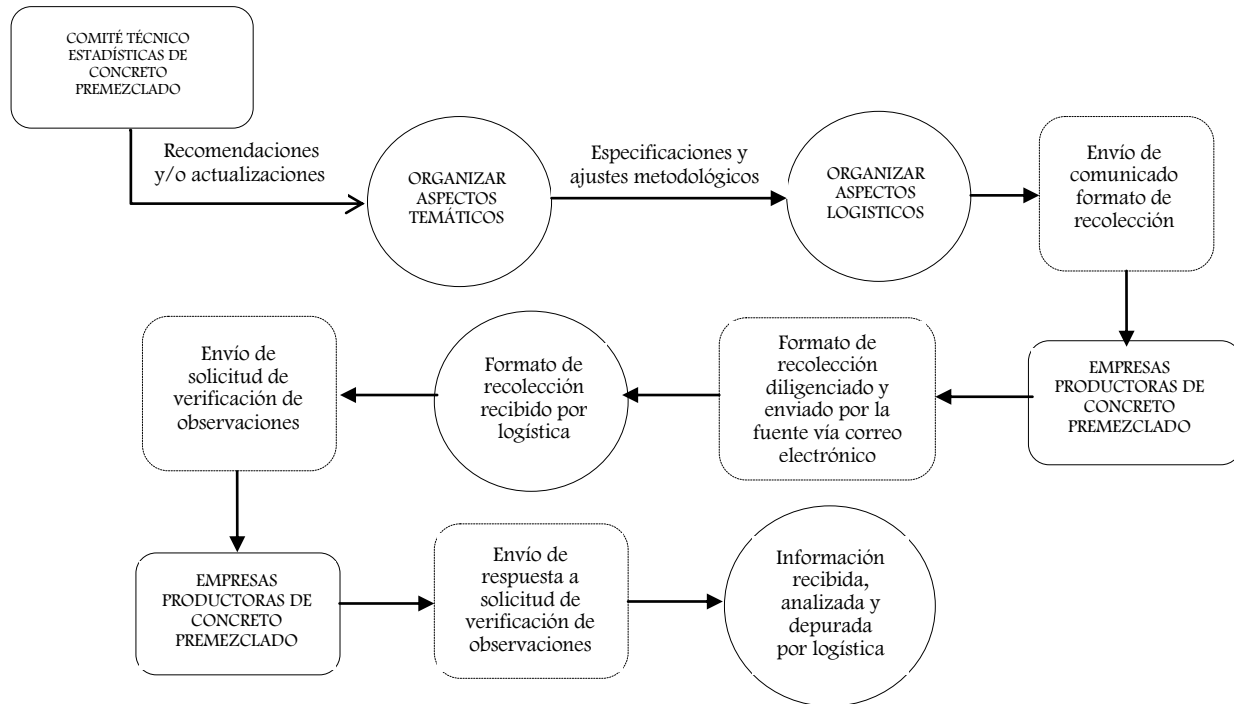 COMITÉ TÉCNICO
ESTADÍSTICAS DE
CONCRETO
PREMEZCLADO
Recomendaciones
y/o actualizaciones
ORGANIZAR
ASPECTOS
TEMÁTICOS
Especificaciones y
ajustes metodológicos
ORGANIZAR
ASPECTOS
LOGISTICOS
Envío de
comunicado
formato de
recolección
EMPRESAS
PRODUCTORAS DE
CONCRETO
PREMEZCLADO
Formato de
recolección
diligenciado y
enviado por la
fuente vía correo
electrónico
Formato de
recolección
recibido por
logística
Envío de
solicitud de
verificación de
observaciones
EMPRESAS
PRODUCTORAS DE
CONCRETO
PREMEZCLADO
Envío de
respuesta a
solicitud de
verificación de
observaciones
Información
recibida,
analizada y
depurada
por logística